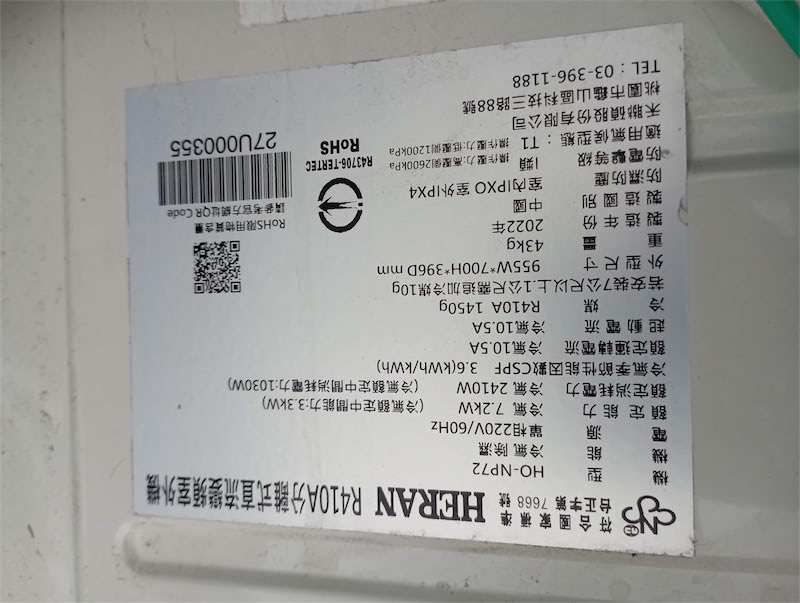 符合國家標準
台正字第 7668 號
HERAN R410A分離式直流變頻室外機
機型 HO-NP72
機能 冷氣 除濕
電源 單相220V/60Hz
額定能力 冷氣 7.2kW (冷氣額定中間能力:3.3kW)
額定消耗電力 冷氣 2410W (冷氣額定中間消耗電力:1030W)
冷氣季節性能因數CSPF 3.6(kWh/kWh)
額定運轉電流 冷氣10.5A
起動電流 冷氣10.5A
冷媒 R410A 1450g
若安裝7公尺以上.1公尺需追加冷媒10g
外型尺寸 955W*700H*396D mm
重量 43kg
製造年份 2022年
製造國別 中國
防濕防塵 室內IPX0 室外IPX4
防電擊等級 I類 操作壓力:高側2600kPa
適用氣候型態: T1 操作壓力:低側1200kPa
禾聯碩股份有限公司
桃園市龜山區科技三路88號
TEL：03-396-1188
RoHS限用物質含量
請參考官方網址QR Code
27U000355
R43706-TERTEC
RoHS